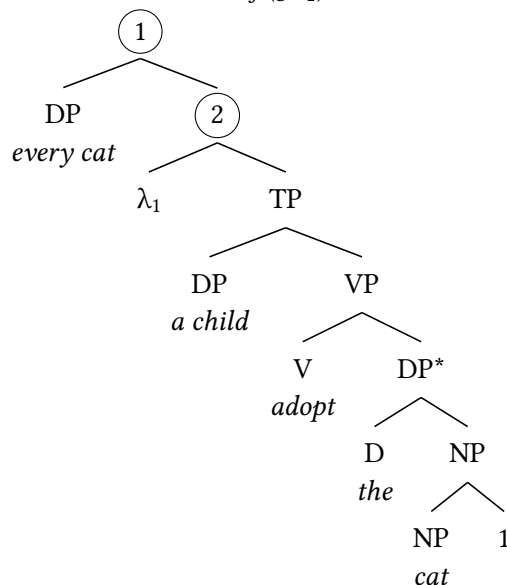 1
DP
every cat
2
λ₁
TP
DP
a child
VP
V
adopt
DP*
D
the
NP
NP
cat
1